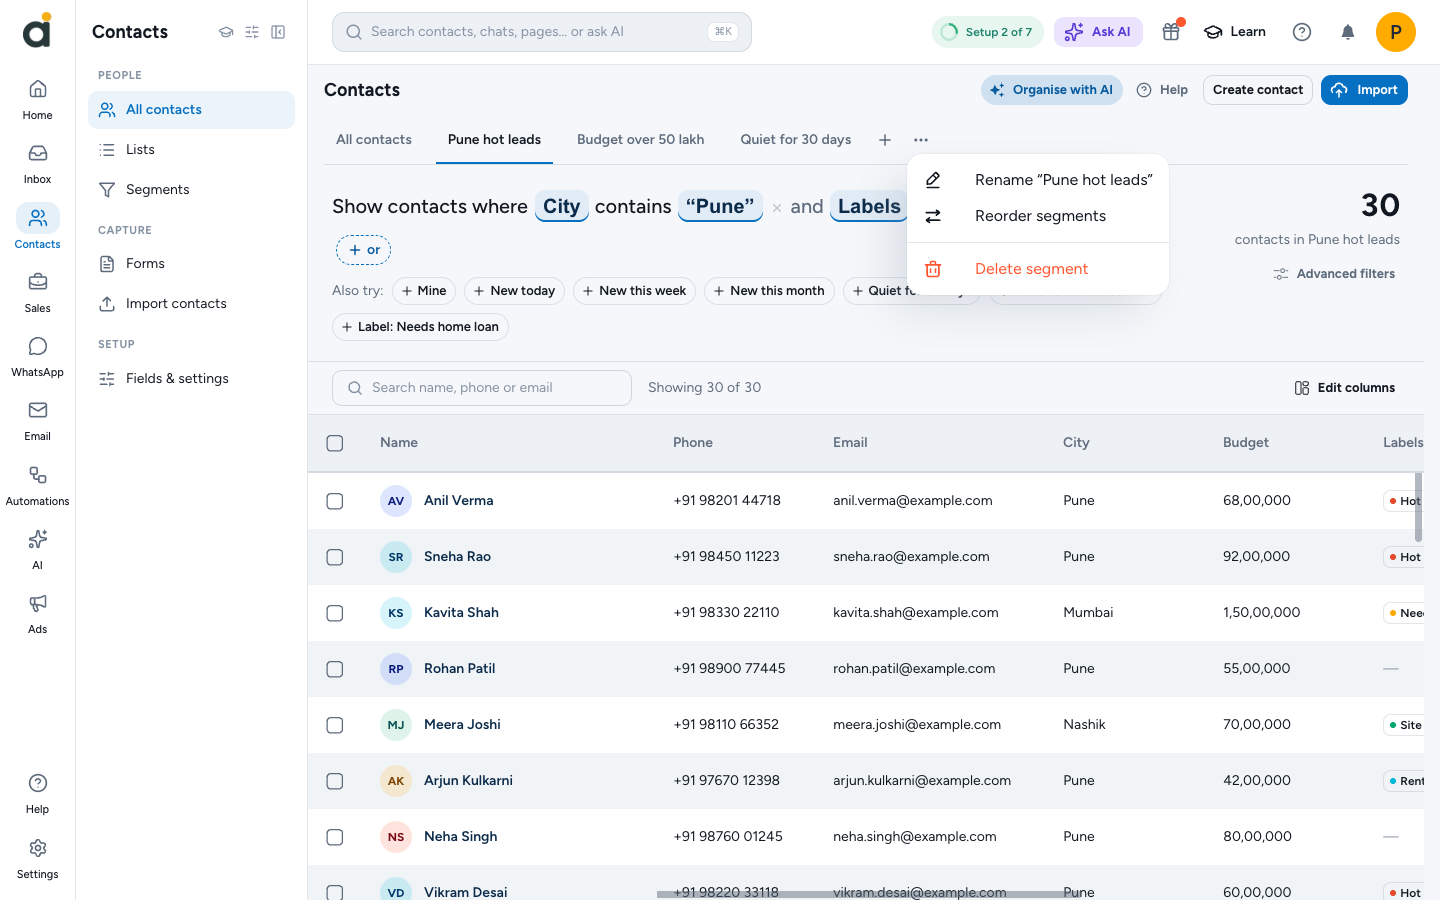 Contacts
Search contacts, chats, pages... or ask AI
⌘K
Setup 2 of 7
Ask AI
Learn
P
PEOPLE
All contacts
Lists
Segments
CAPTURE
Forms
Import contacts
SETUP
Fields & settings
Home
Inbox
Contacts
Sales
WhatsApp
Email
Automations
AI
Ads
Help
Settings
Contacts
Organise with AI
Help
Create contact
Import
All contacts
Pune hot leads
Budget over 50 lakh
Quiet for 30 days
Rename “Pune hot leads”
Reorder segments
Delete segment
Show contacts where City contains “Pune” × and Labels
+ or
30
contacts in Pune hot leads
Advanced filters
Also try: + Mine + New today + New this week + New this month + Quiet
+ Label: Needs home loan
Search name, phone or email
Showing 30 of 30
Edit columns
Name Phone Email City Budget Labels
AV Anil Verma +91 98201 44718 anil.verma@example.com Pune 68,00,000 Hot
SR Sneha Rao +91 98450 11223 sneha.rao@example.com Pune 92,00,000 Hot
KS Kavita Shah +91 98330 22110 kavita.shah@example.com Mumbai 1,50,00,000
RP Rohan Patil +91 98900 77445 rohan.patil@example.com Pune 55,00,000 —
MJ Meera Joshi +91 98110 66352 meera.joshi@example.com Nashik 70,00,000 Site
AK Arjun Kulkarni +91 97670 12398 arjun.kulkarni@example.com Pune 42,00,000 Rent
NS Neha Singh +91 98760 01245 neha.singh@example.com Pune 80,00,000 —
VD Vikram Desai +91 98220 33118 vikram.desai@example.com Pune 60,00,000 Hot